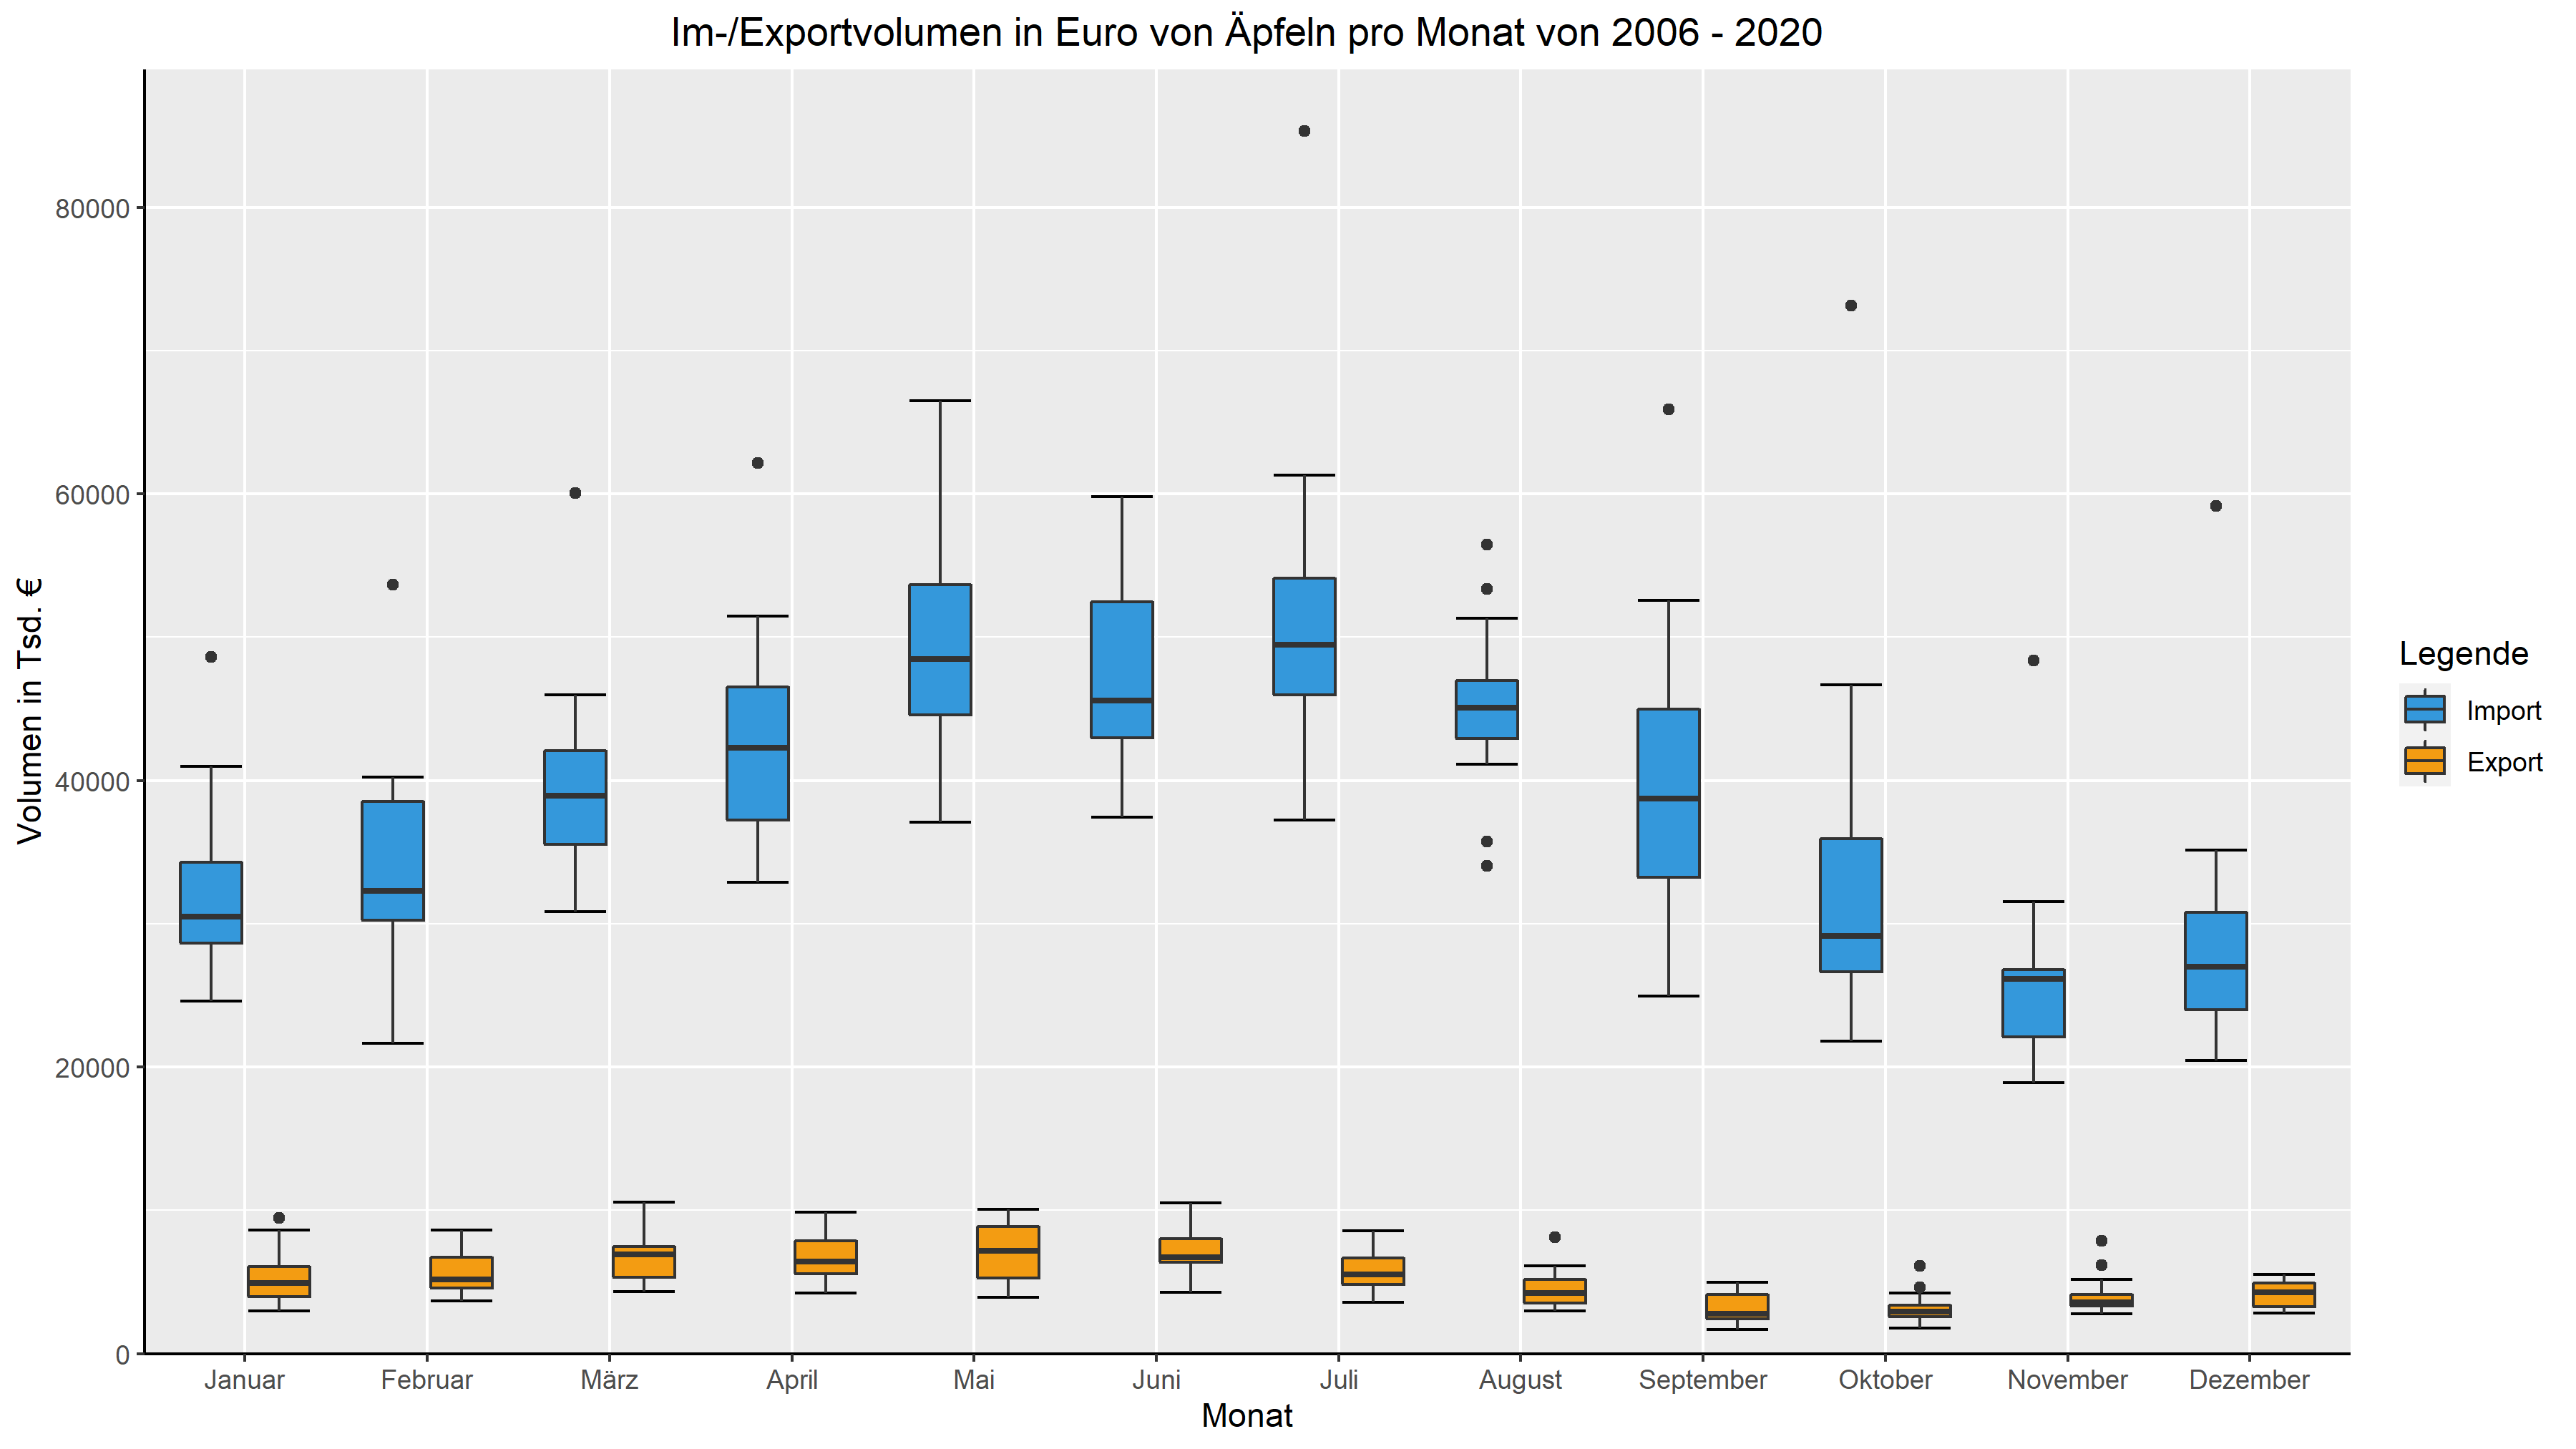 Im-/Exportvolumen in Euro von Äpfeln pro Monat von 2006 - 2020
Volumen in Tsd. €
80000
60000
40000
20000
0
Januar Februar März April Mai Juni Juli August September Oktober November Dezember
Monat
Legende
Import
Export